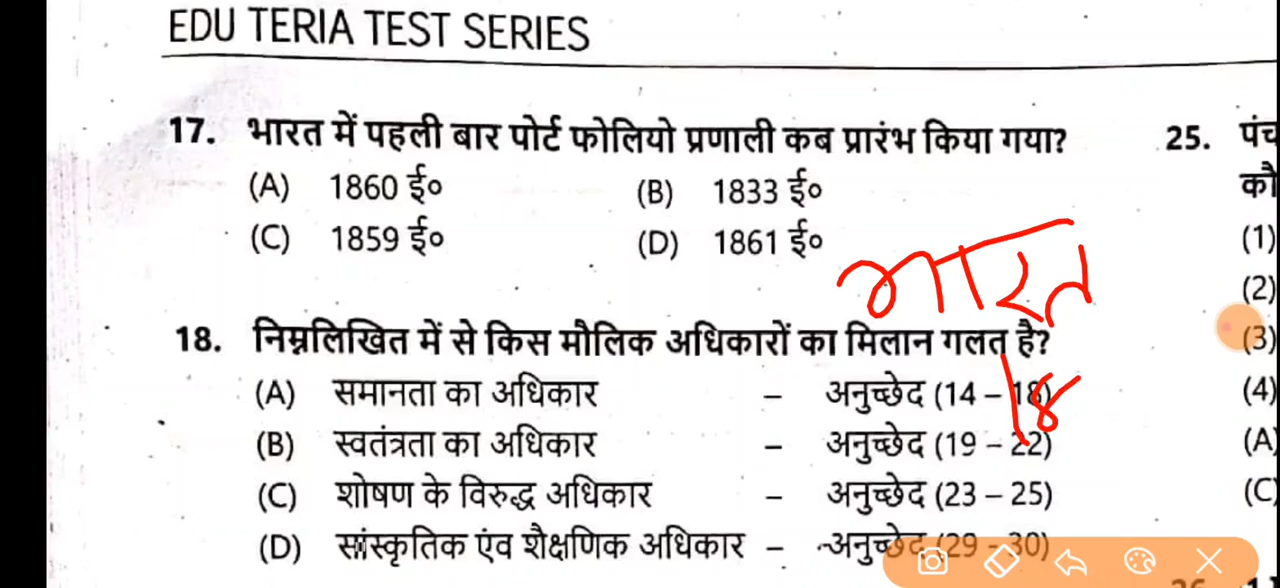 EDU TERIA TEST SERIES
17. भारत में पहली बार पोर्ट फोलियो प्रणाली कब प्रारंभ किया गया?
(A) 1860 ई० (B) 1833 ई०
(C) 1859 ई० (D) 1861 ई०
भारत
18. निम्नलिखित में से किस मौलिक अधिकारों का मिलान गलत है?
(A) समानता का अधिकार – अनुच्छेद (14 – 18)
18
(B) स्वतंत्रता का अधिकार – अनुच्छेद (19 – 22)
(C) शोषण के विरुद्ध अधिकार – अनुच्छेद (23 – 25)
(D) सांस्कृतिक एंव शैक्षणिक अधिकार – अनुच्छेद (29 – 30)
25. पंच
कौ
(1)
(2)
(3)
(4)
(A)
(C)